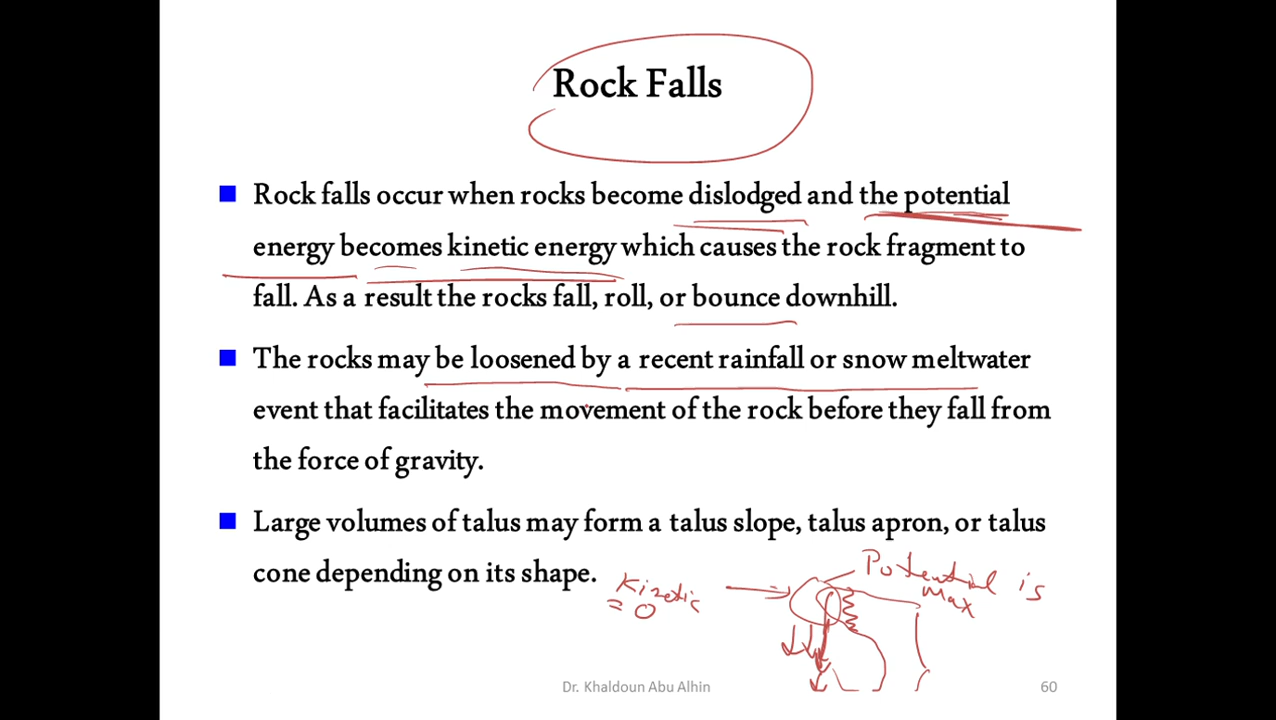 Rock Falls
Rock falls occur when rocks become dislodged and the potential
energy becomes kinetic energy which causes the rock fragment to
fall. As a result the rocks fall, roll, or bounce downhill.
The rocks may be loosened by a recent rainfall or snow meltwater
event that facilitates the movement of the rock before they fall from
the force of gravity.
Large volumes of talus may form a talus slope, talus apron, or talus
cone depending on its shape.
Potential is
max
Kinetic
= 0
Dr. Khaldoun Abu Alhin
60